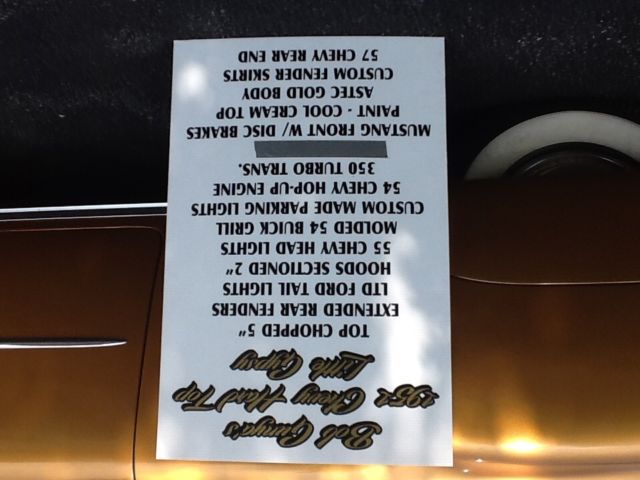 Bob Gunya's
1952 Chevy Hard Top
Little Gypsy
TOP CHOPPED 5"
EXTENDED REAR FENDERS
LTD FORD TAIL LIGHTS
HOODS SECTIONED 2"
55 CHEVY HEAD LIGHTS
MOLDED 54 BUICK GRILL
CUSTOM MADE PARKING LIGHTS
54 CHEVY HOP-UP ENGINE
350 TURBO TRANS.
MUSTANG FRONT W/ DISC BRAKES
PAINT - COOL CREAM TOP
ASTEC GOLD BODY
CUSTOM FENDER SKIRTS
57 CHEVY REAR END